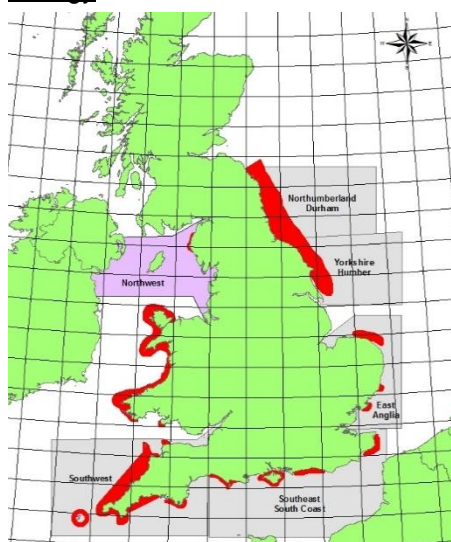 Northumberland
Durham
Yorkshire
Humber
Northwest
East
Anglia
Southwest
Southeast
South Coast